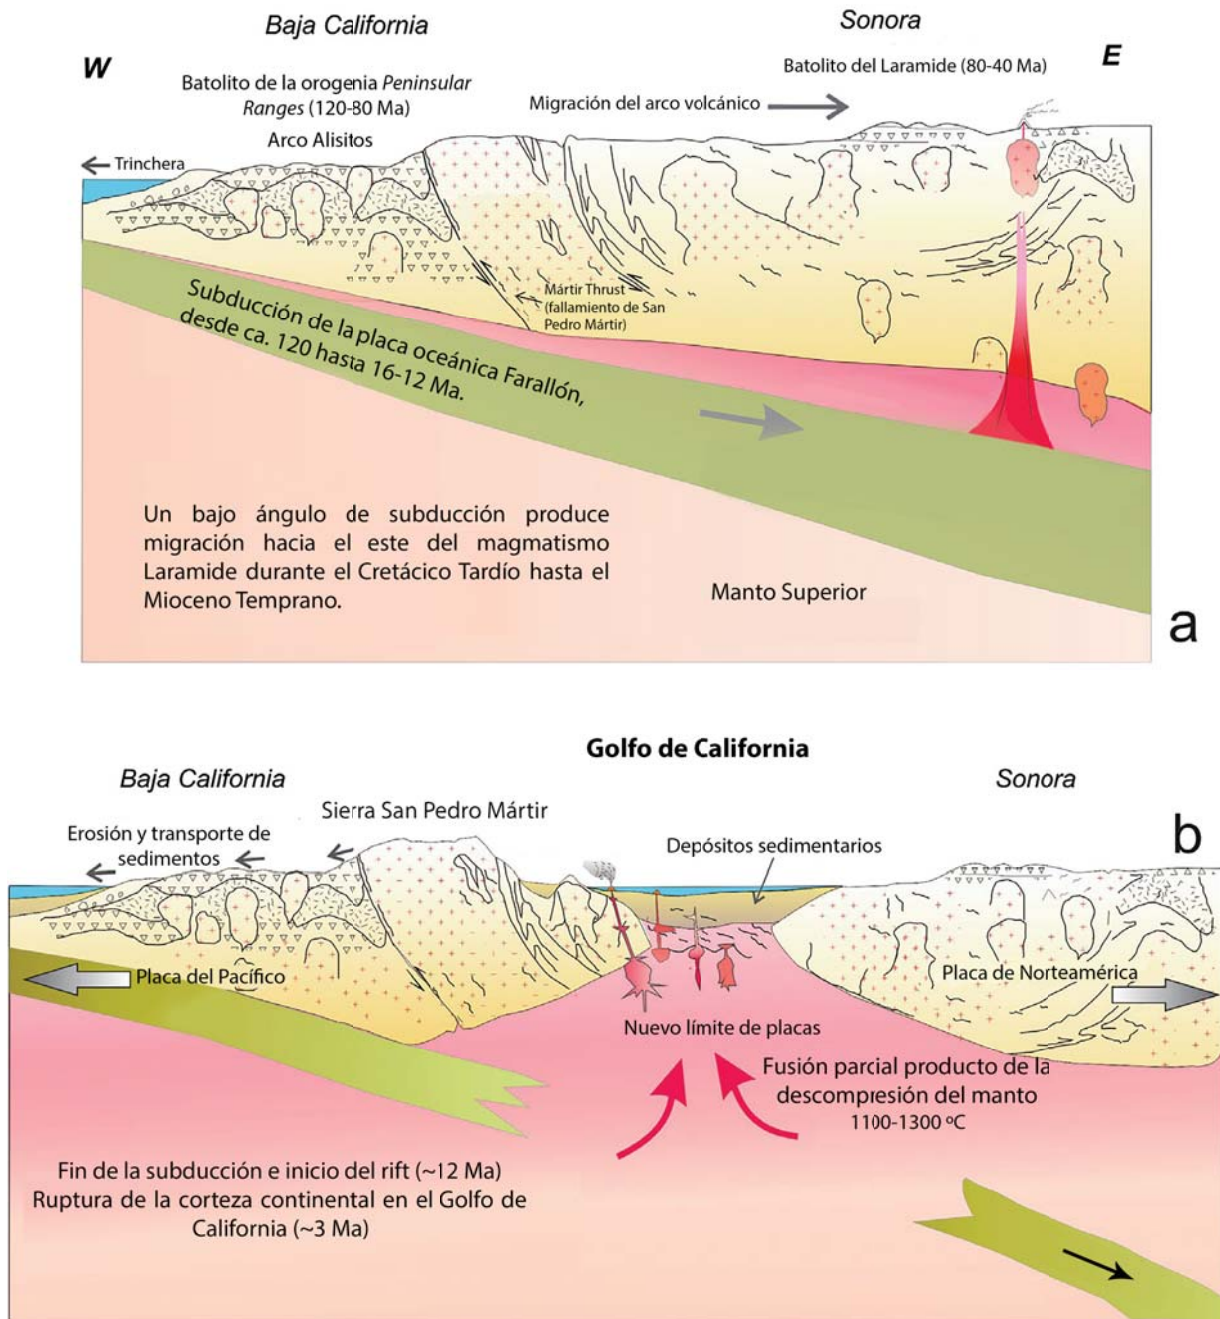 Baja California
Sonora
W
E
Batolito de la orogenia Peninsular
Ranges (120-80 Ma)
Arco Alisitos
Batolito del Laramide (80-40 Ma)
Migración del arco volcánico
Trinchera
Mártir Thrust
(fallamiento de San
Pedro Mártir)
Subducción de la placa oceánica Farallón,
desde ca. 120 hasta 16-12 Ma.
Un bajo ángulo de subducción produce
migración hacia el este del magmatismo
Laramide durante el Cretácico Tardío hasta el
Mioceno Temprano.
Manto Superior
a
Golfo de California
Baja California
Sonora
Sierra San Pedro Mártir
b
Erosión y transporte de
sedimentos
Depósitos sedimentarios
Placa del Pacífico
Placa de Norteamérica
Nuevo límite de placas
Fusión parcial producto de la
descompresión del manto
1100-1300 ºC
Fin de la subducción e inicio del rift (~12 Ma)
Ruptura de la corteza continental en el Golfo de
California (~3 Ma)